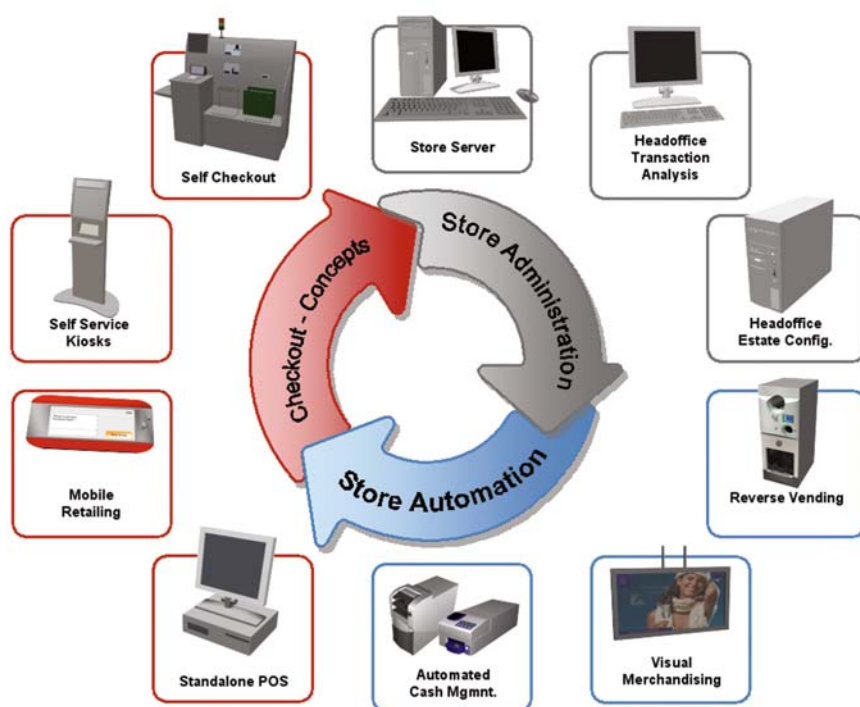 Self Checkout
Store Server
Headoffice
Transaction
Analysis
Self Service
Kiosks
Checkout - Concepts
Store Administration
Headoffice
Estate Config.
Mobile
Retailing
Store Automation
Reverse Vending
Standalone POS
Automated
Cash Mgmnt.
Visual
Merchandising